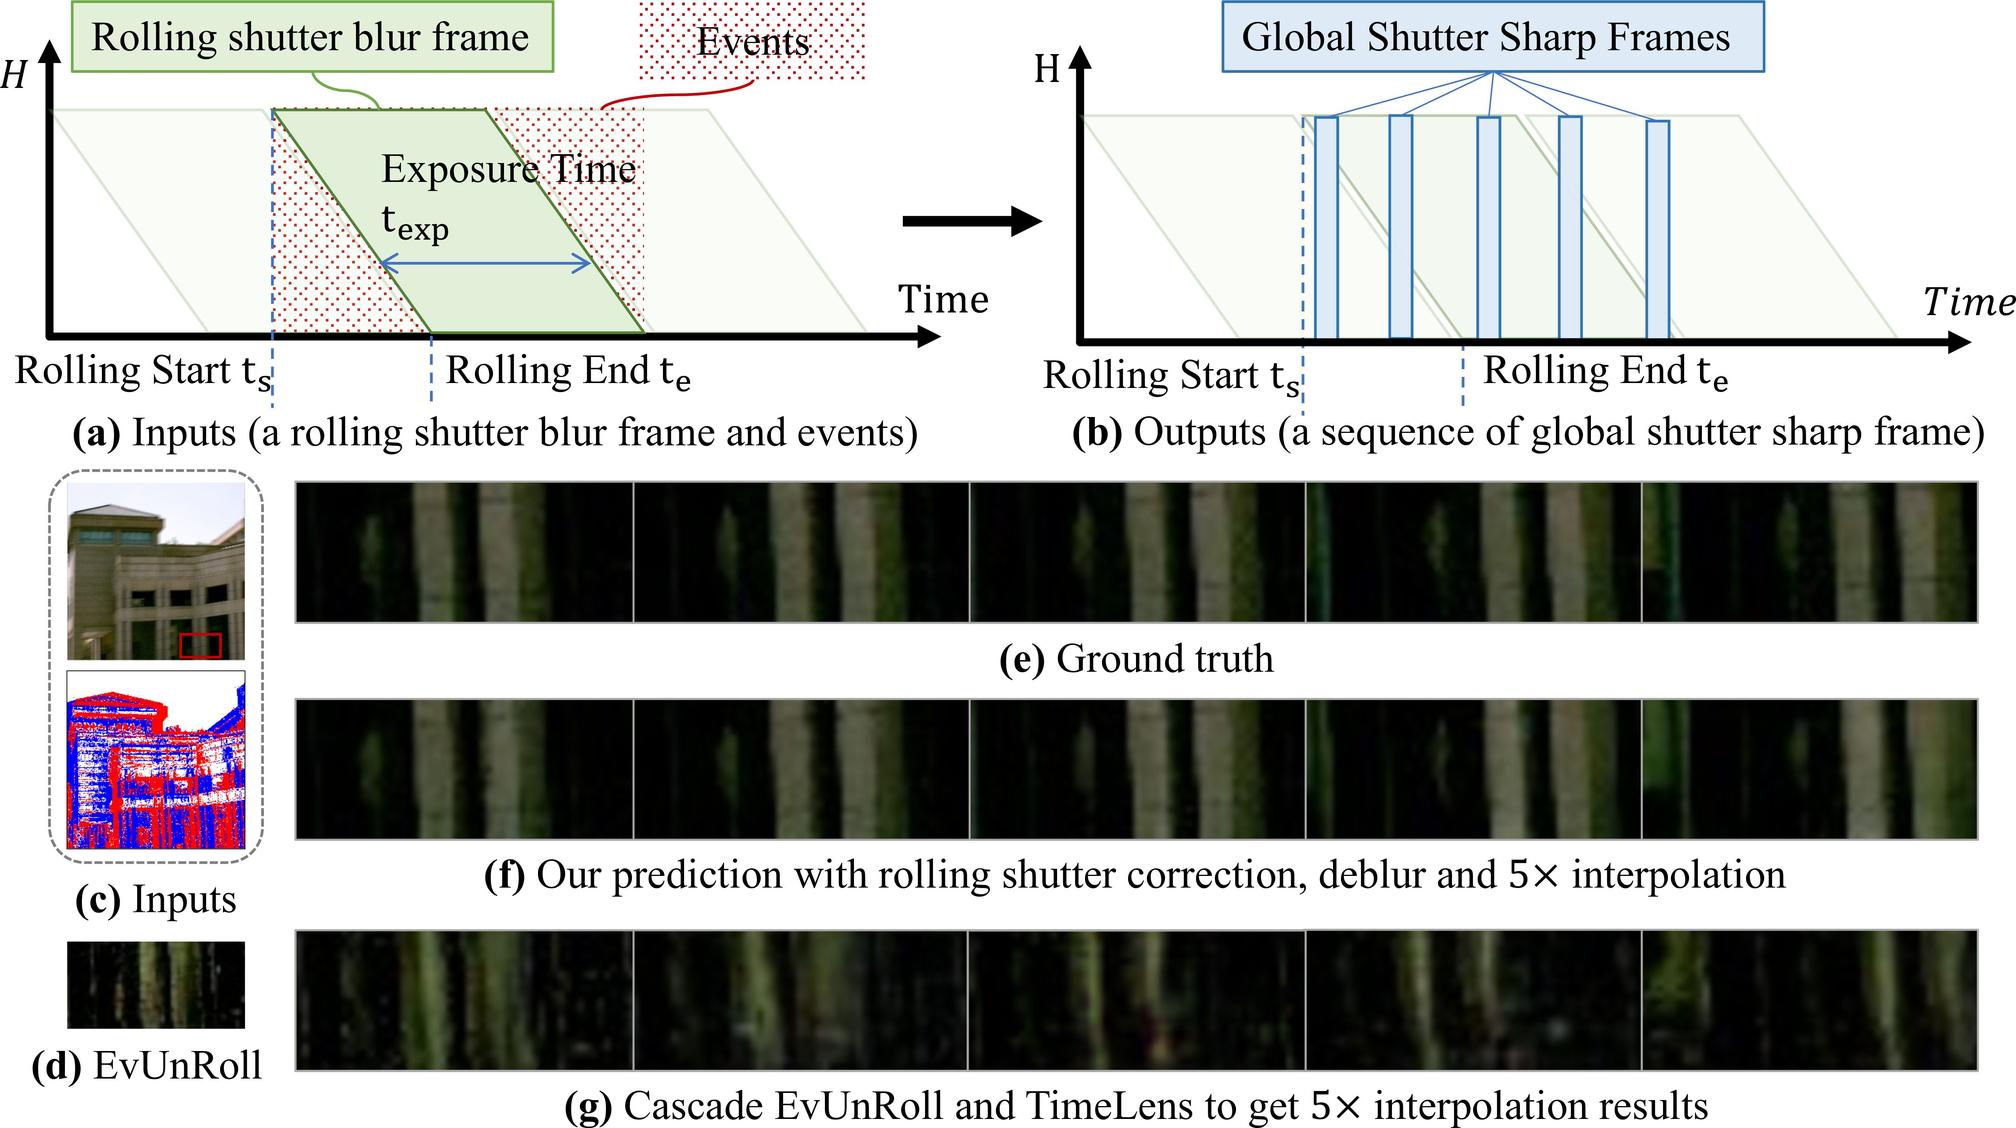 Rolling shutter blur frame
Events
Global Shutter Sharp Frames
H
H
Exposure Time
t_exp
Time
Time
Rolling Start t_s
Rolling End t_e
Rolling Start t_s
Rolling End t_e
(a) Inputs (a rolling shutter blur frame and events)
(b) Outputs (a sequence of global shutter sharp frame)
(e) Ground truth
(f) Our prediction with rolling shutter correction, deblur and 5× interpolation
(c) Inputs
(d) EvUnRoll
(g) Cascade EvUnRoll and TimeLens to get 5× interpolation results